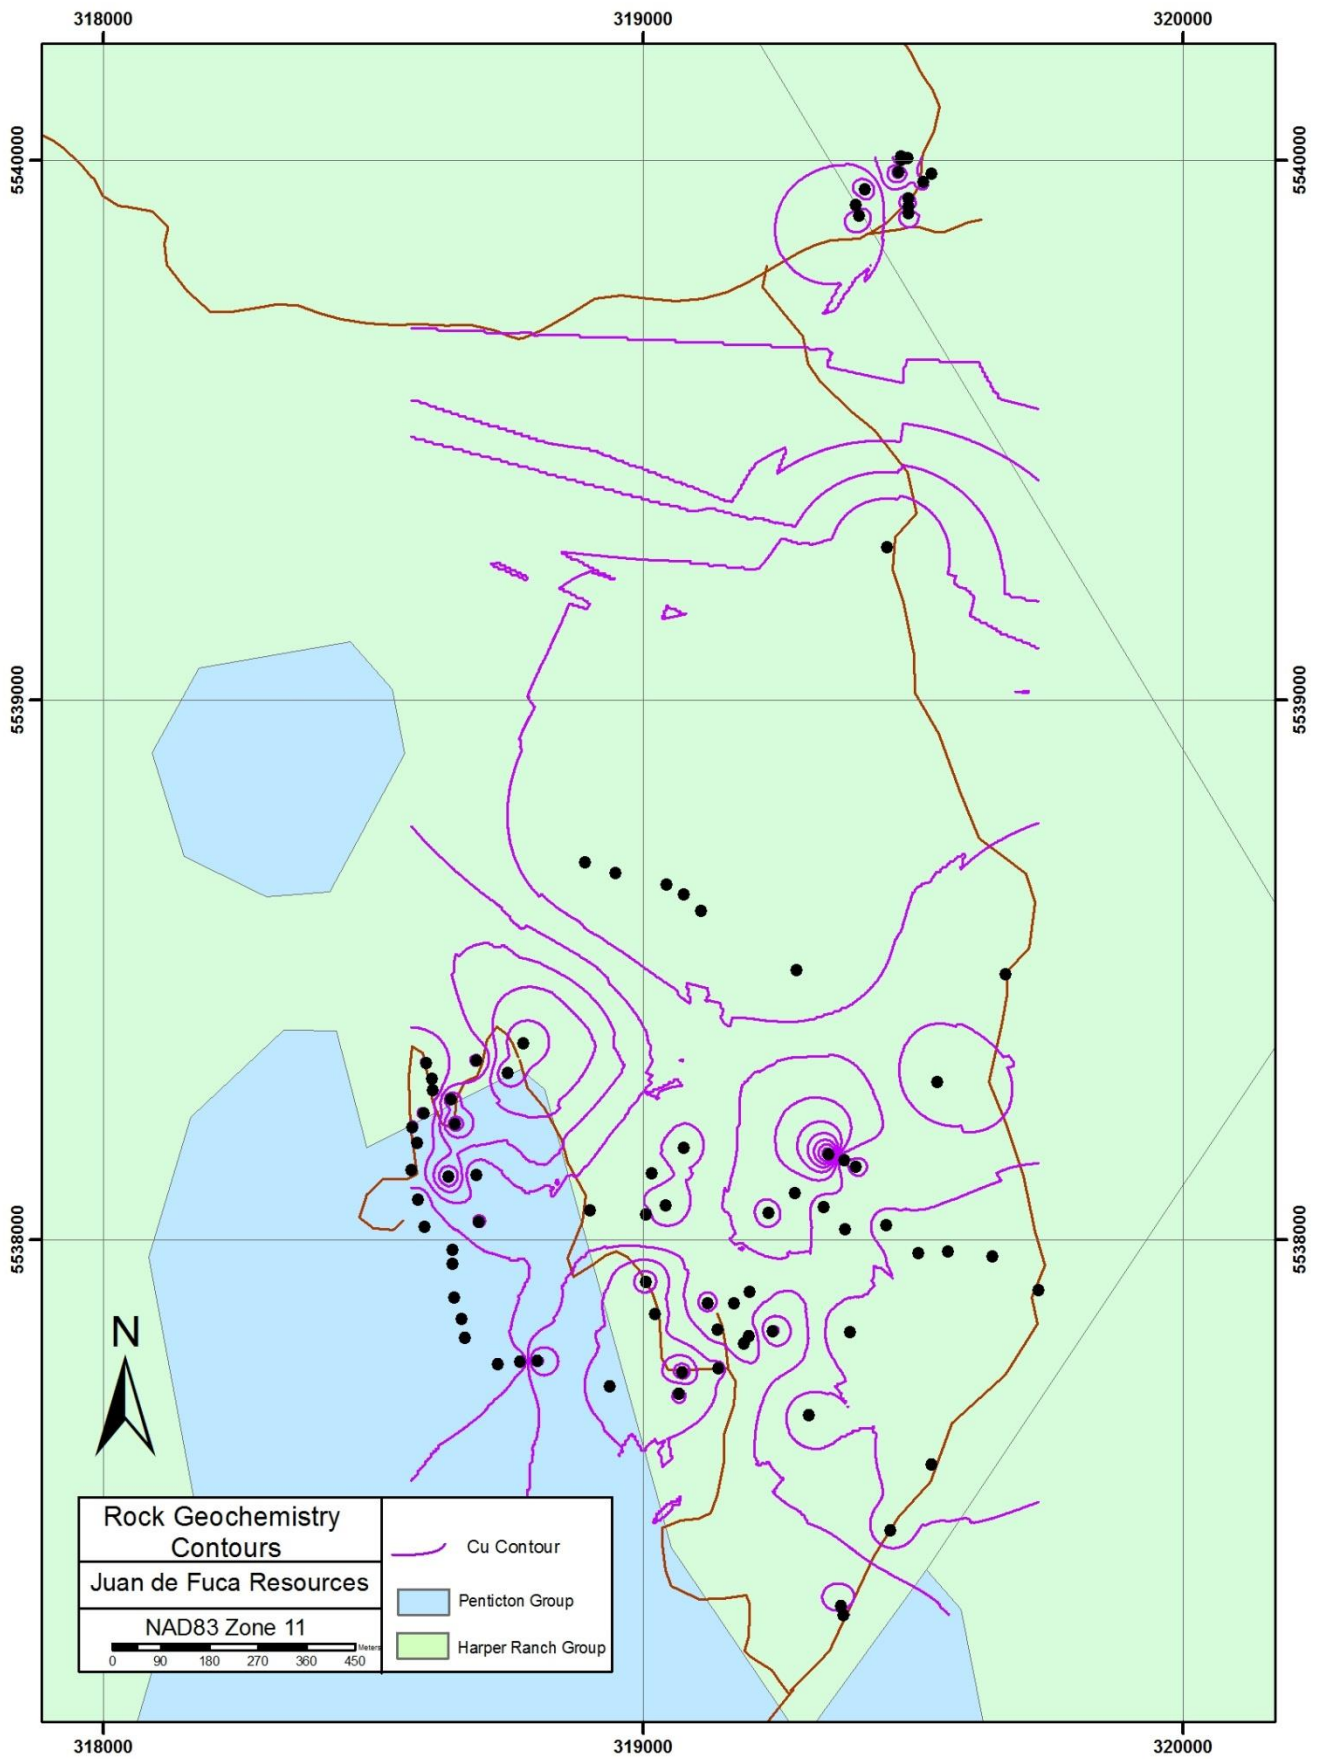 318000
319000
320000
5540000
5540000
5539000
5539000
5538000
5538000
N
Rock Geochemistry
Contours
Juan de Fuca Resources
NAD83 Zone 11
Meters
0 90 180 270 360 450
Cu Contour
Penticton Group
Harper Ranch Group
318000
319000
320000